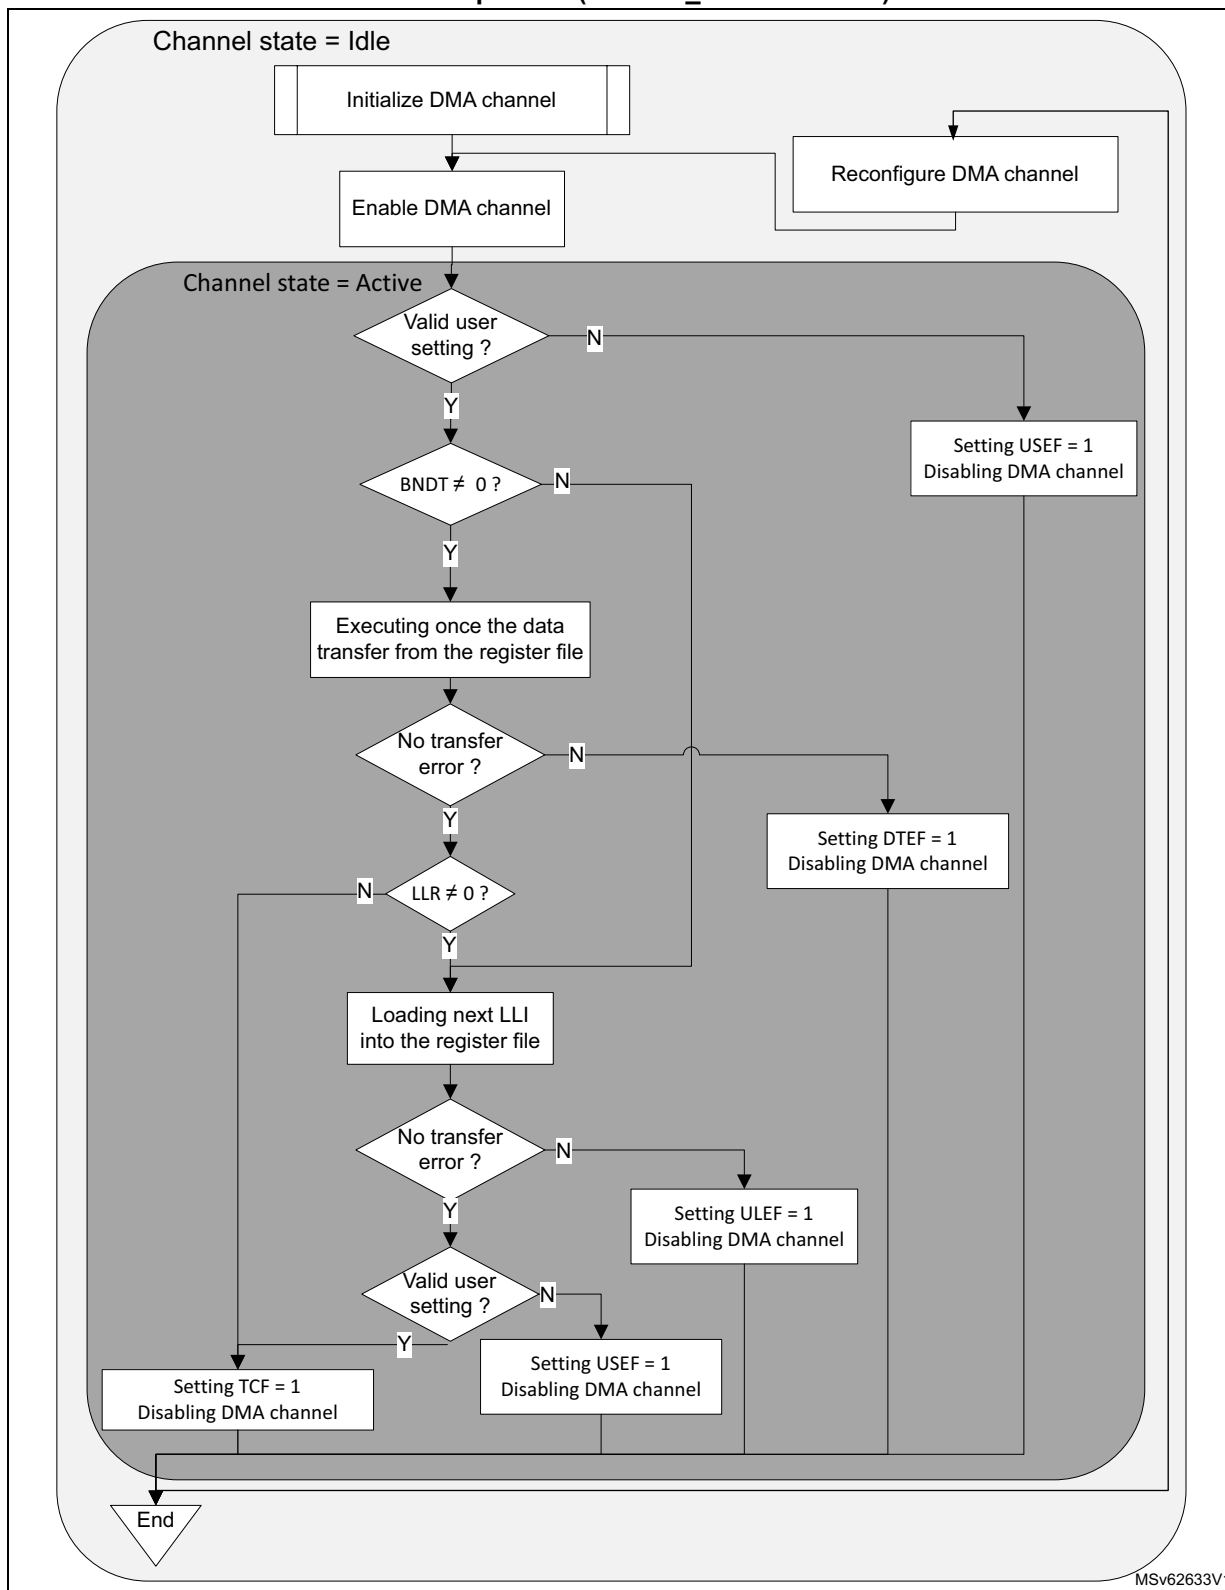 Channel state = Idle
Initialize DMA channel
Reconfigure DMA channel
Enable DMA channel
Channel state = Active
Valid user
setting ?
N
Y
Setting USEF = 1
Disabling DMA channel
BNDT ≠ 0 ?
N
Y
Executing once the data
transfer from the register file
No transfer
error ?
N
Y
Setting DTEF = 1
Disabling DMA channel
LLR ≠ 0 ?
N
Y
Loading next LLI
into the register file
No transfer
error ?
N
Y
Setting ULEF = 1
Disabling DMA channel
Valid user
setting ?
N
Y
Setting USEF = 1
Disabling DMA channel
Setting TCF = 1
Disabling DMA channel
End